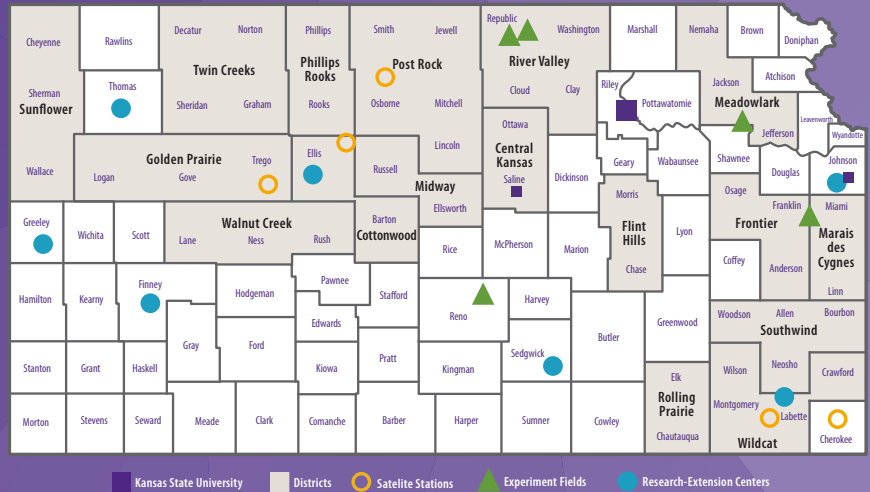 Republic
Smith
Jewell
Decatur
Norton
Phillips
Washington
Marshall
Nemaha
Brown
Doniphan
Cheyenne
Rawlins
Twin Creeks
Phillips
Rooks
Post Rock
River Valley
Atchison
Thomas
Sherman
Sunflower
Sheridan
Graham
Rooks
Osborne
Mitchell
Cloud
Clay
Riley
Pottawatomie
Jackson
Meadowlark
Leavenworth
Jefferson
Wyandotte
Ottawa
Central
Kansas
Saline
Lincoln
Golden Prairie
Trego
Ellis
Wallace
Logan
Gove
Russell
Midway
Ellsworth
Dickinson
Geary
Wabaunsee
Shawnee
Douglas
Johnson
Morris
Osage
Franklin
Miami
Greeley
Wichita
Scott
Walnut Creek
Lane
Ness
Rush
Barton
Cottonwood
Rice
McPherson
Marion
Flint
Hills
Chase
Lyon
Frontier
Marais
des
Cygnes
Coffey
Anderson
Linn
Hamilton
Kearny
Finney
Hodgeman
Pawnee
Stafford
Reno
Harvey
Edwards
Gray
Ford
Sedgwick
Butler
Greenwood
Woodson
Allen
Bourbon
Southwind
Stanton
Grant
Haskell
Kiowa
Pratt
Kingman
Elk
Wilson
Neosho
Crawford
Rolling
Prairie
Chautauqua
Montgomery
Labette
Wildcat
Cherokee
Morton
Stevens
Seward
Meade
Clark
Comanche
Barber
Harper
Sumner
Cowley
Kansas State University
Districts
Satelite Stations
Experiment Fields
Research-Extension Centers